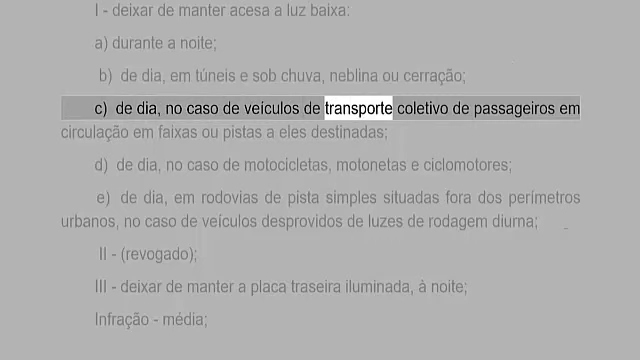 I - deixar de manter acesa a luz baixa:
a) durante a noite;
b) de dia, em túneis e sob chuva, neblina ou cerração;
c) de dia, no caso de veículos de transporte coletivo de passageiros em
circulação em faixas ou pistas a eles destinadas;
d) de dia, no caso de motocicletas, motonetas e ciclomotores;
e) de dia, em rodovias de pista simples situadas fora dos perímetros
urbanos, no caso de veículos desprovidos de luzes de rodagem diurna;
II - (revogado);
III - deixar de manter a placa traseira iluminada, à noite;
Infração - média;